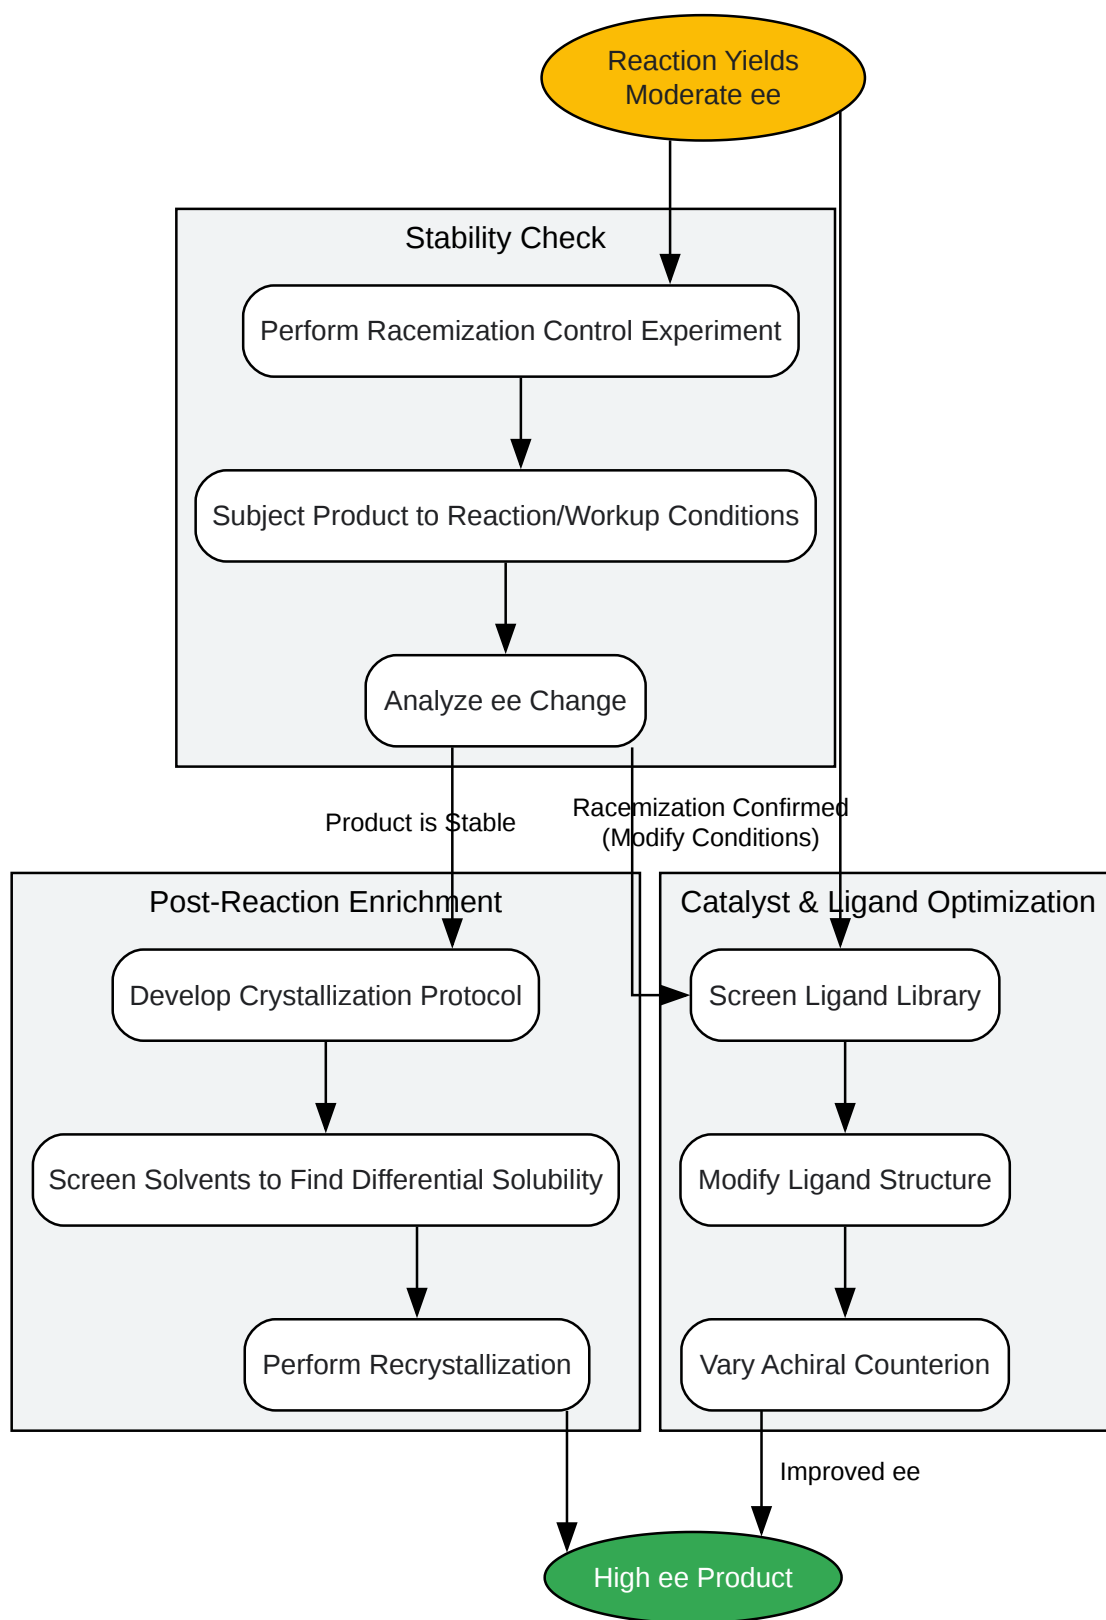 Reaction Yields
Moderate ee
Stability Check
Perform Racemization Control Experiment
Subject Product to Reaction/Workup Conditions
Analyze ee Change
Product is Stable
Racemization Confirmed
(Modify Conditions)
Post-Reaction Enrichment
Catalyst & Ligand Optimization
Develop Crystallization Protocol
Screen Ligand Library
Screen Solvents to Find Differential Solubility
Modify Ligand Structure
Perform Recrystallization
Vary Achiral Counterion
Improved ee
High ee Product